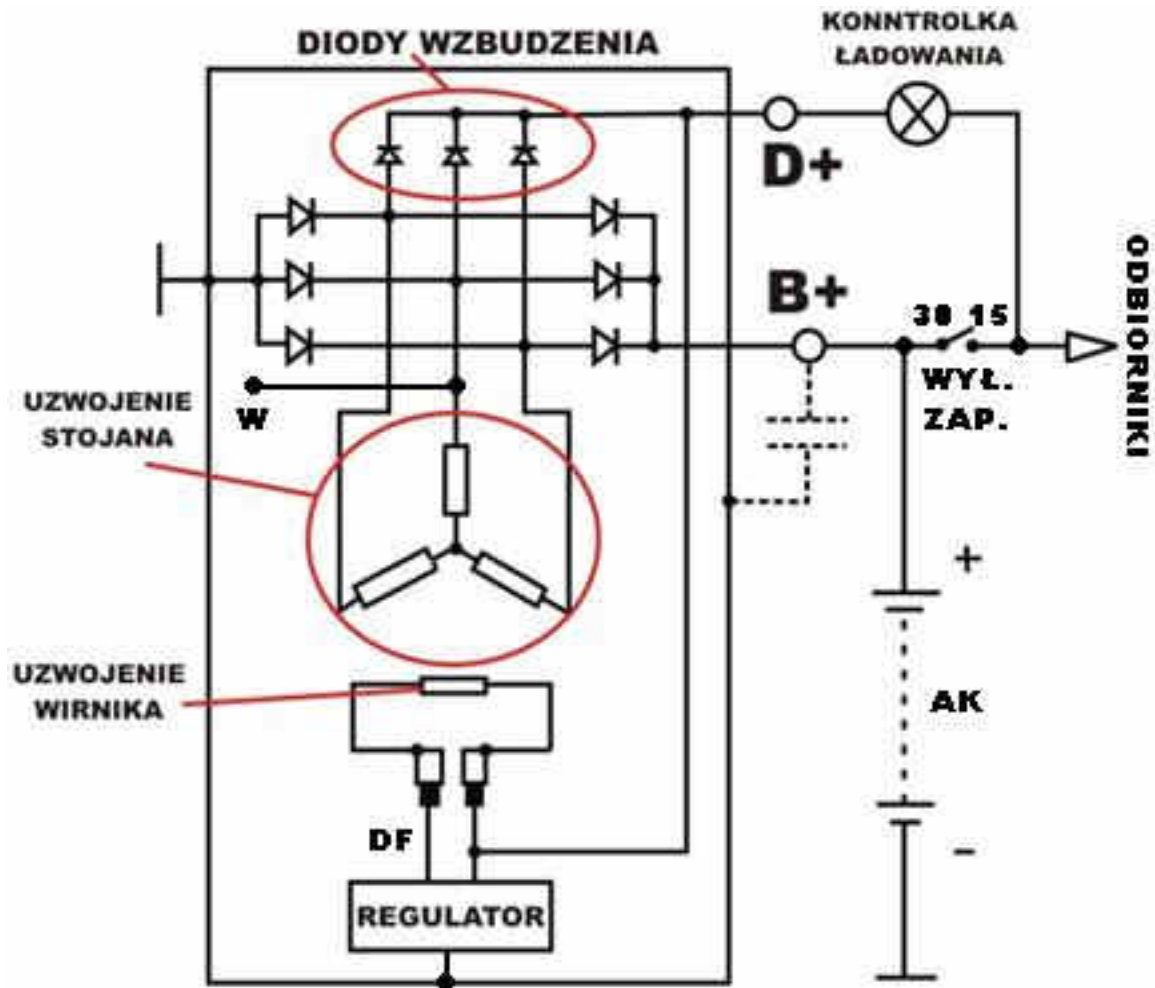 DIODY WZBUDZENIA
KONNTROLKA
ŁADOWANIA
D+
B+
30 15
WYŁ.
ZAP.
ODBIORNIKI
UZWOJENIE
STOJANA
W
UZWOJENIE
WIRNIKA
DF
REGULATOR
+
AK
-